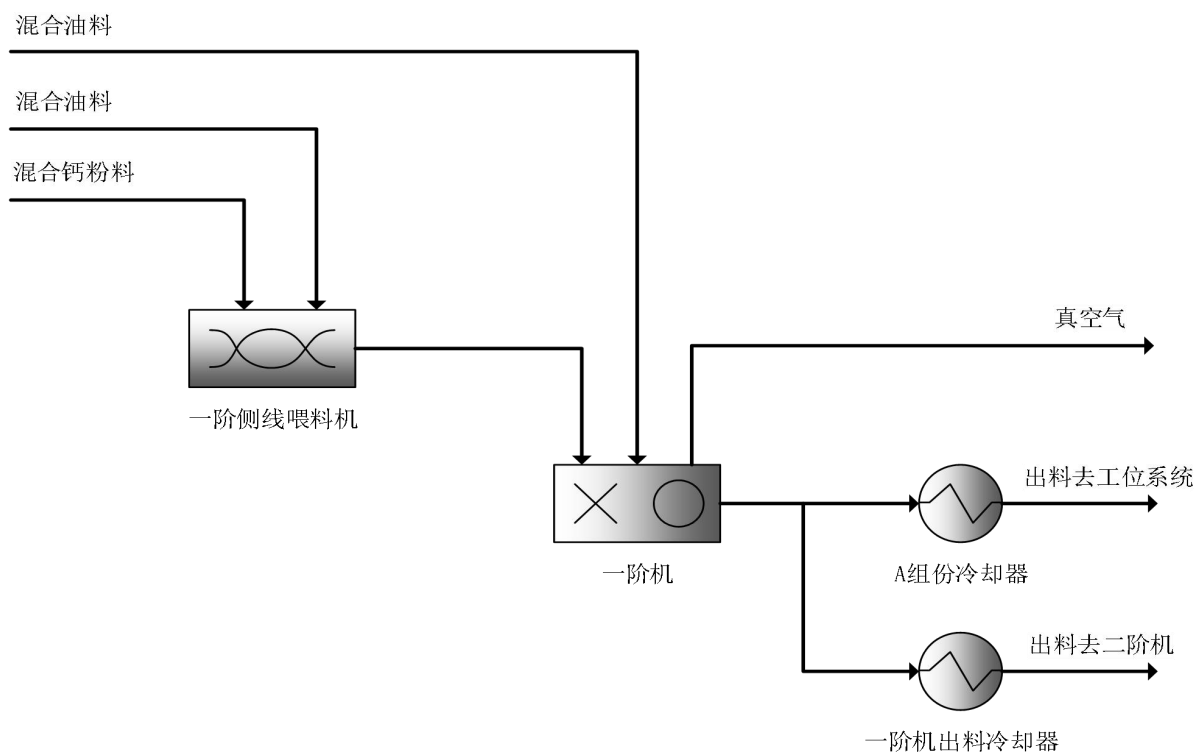 混合油料
混合油料
混合钙粉料
真空气
一阶侧线喂料机
出料去工位系统
一阶机
A组份冷却器
出料去二阶机
一阶机出料冷却器